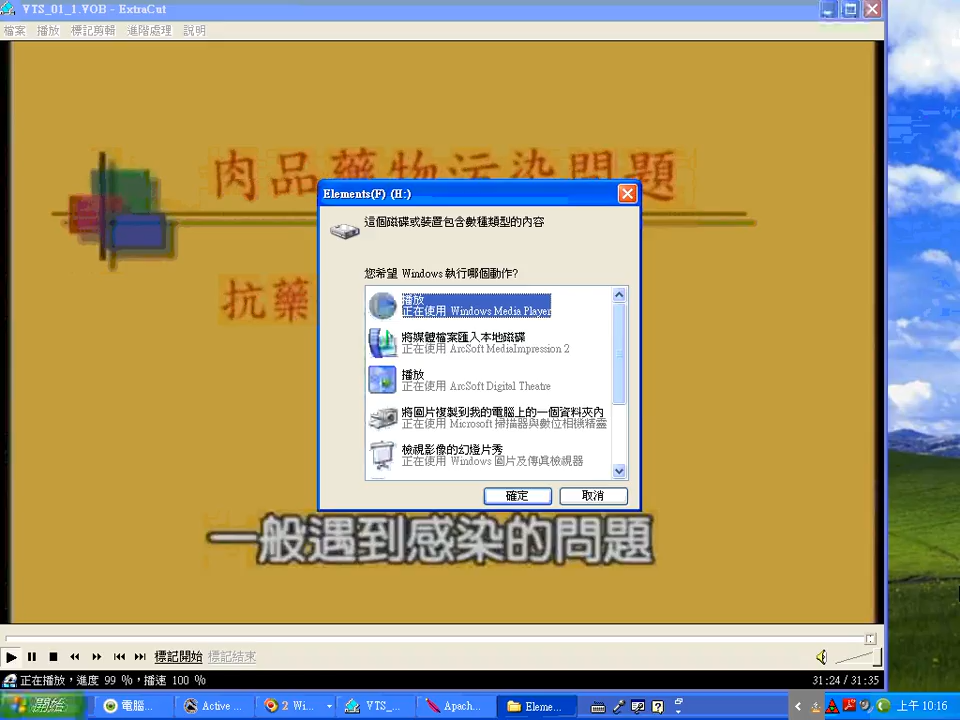 VTS_01_1.VOB - ExtraCut
檔案 播放 標記剪輯 進階處理 說明
肉品藥物污染問題
抗藥
Elements(F) (H:)
這個磁碟或裝置包含數種類型的內容
您希望 Windows 執行哪個動作?
播放
正在使用 Windows Media Player
將媒體檔案匯入本地磁碟
正在使用 ArcSoft MediaImpression 2
播放
正在使用 ArcSoft Digital Theatre
將圖片複製到我的電腦上的一個資料夾內
正在使用 Microsoft 掃描器與數位相機精靈
檢視影像的幻燈片秀
正在使用 Windows 圖片及傳真檢視器
確定 取消
一般遇到感染的問題
標記開始 標記結束
正在播放，進度 99 %，播速 100 % 31:24 / 31:35
開始 電腦... Active ... 2 Wi... VTS_... Apach... Eleme... 上午 10:16